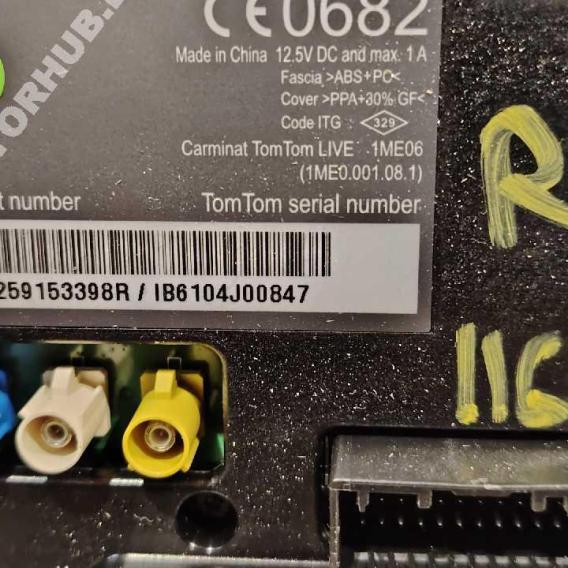 CE0682
Made in China 12.5V DC and max. 1 A
Fascia >ABS+PC<
Cover >PPA+30% GF<
Code ITG 329
Carminat TomTom LIVE 1ME06
(1ME0.001.08.1)
number TomTom serial number
259153398R / IB6104J00847
R
116